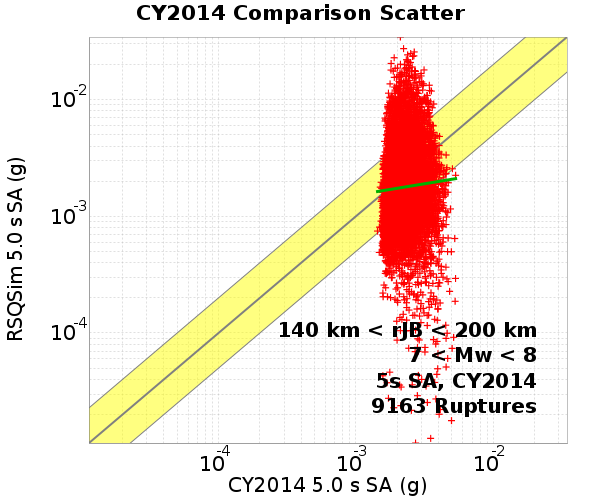 CY2014 Comparison Scatter
RSQSim 5.0 s SA (g)
10-2
10-3
10-4
140 km < rJB < 200 km
7 < Mw < 8
5s SA, CY2014
9163 Ruptures
10-4 10-3 10-2
CY2014 5.0 s SA (g)